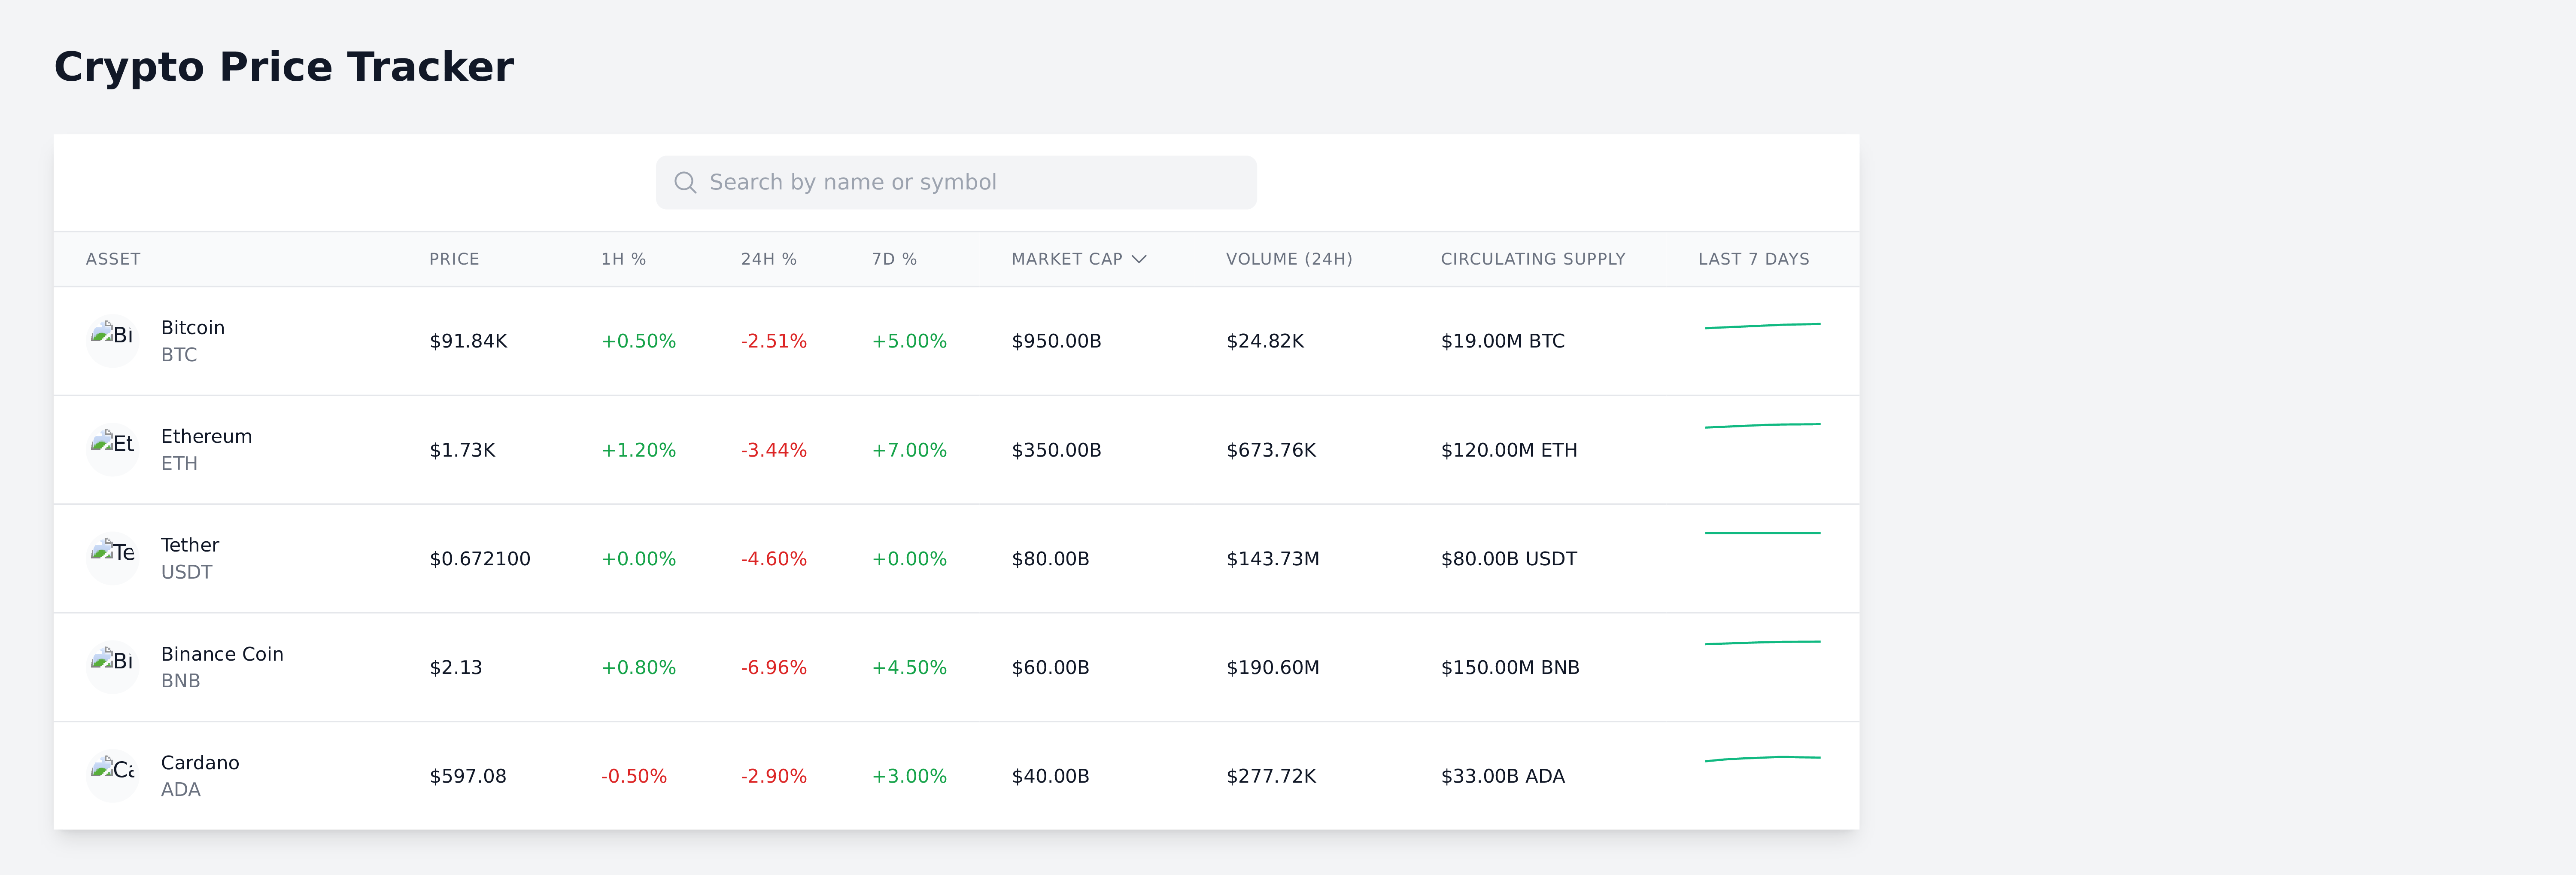 Crypto Price Tracker
Search by name or symbol
ASSET PRICE 1H % 24H % 7D % MARKET CAP VOLUME (24H) CIRCULATING SUPPLY LAST 7 DAYS
Bi Bitcoin
BTC
$91.84K +0.50% -2.51% +5.00% $950.00B $24.82K $19.00M BTC
Et Ethereum
ETH
$1.73K +1.20% -3.44% +7.00% $350.00B $673.76K $120.00M ETH
Te Tether
USDT
$0.672100 +0.00% -4.60% +0.00% $80.00B $143.73M $80.00B USDT
Bi Binance Coin
BNB
$2.13 +0.80% -6.96% +4.50% $60.00B $190.60M $150.00M BNB
Ca Cardano
ADA
$597.08 -0.50% -2.90% +3.00% $40.00B $277.72K $33.00B ADA